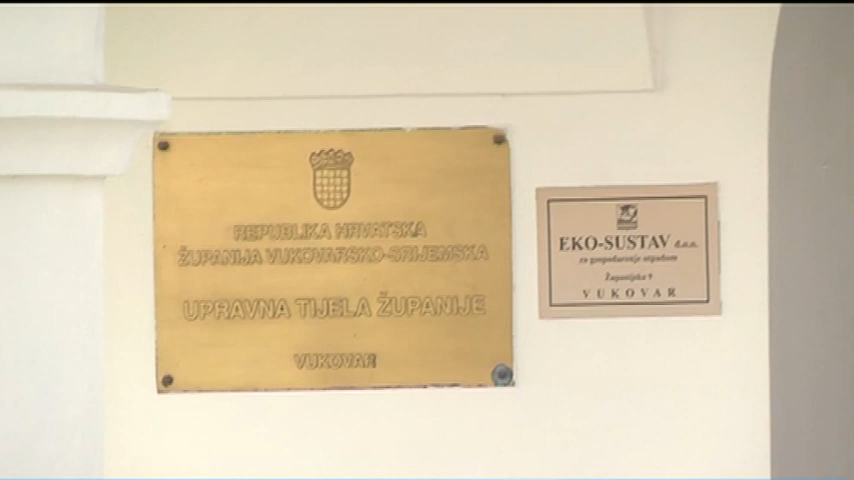 REPUBLIKA HRVATSKA
ŽUPANIJA VUKOVARSKO-SRIJEMSKA
UPRAVNA TIJELA ŽUPANIJE
VUKOVAR
EKO-SUSTAV d.o.o.
za gospodarenje otpadom
Županijska 9
VUKOVAR